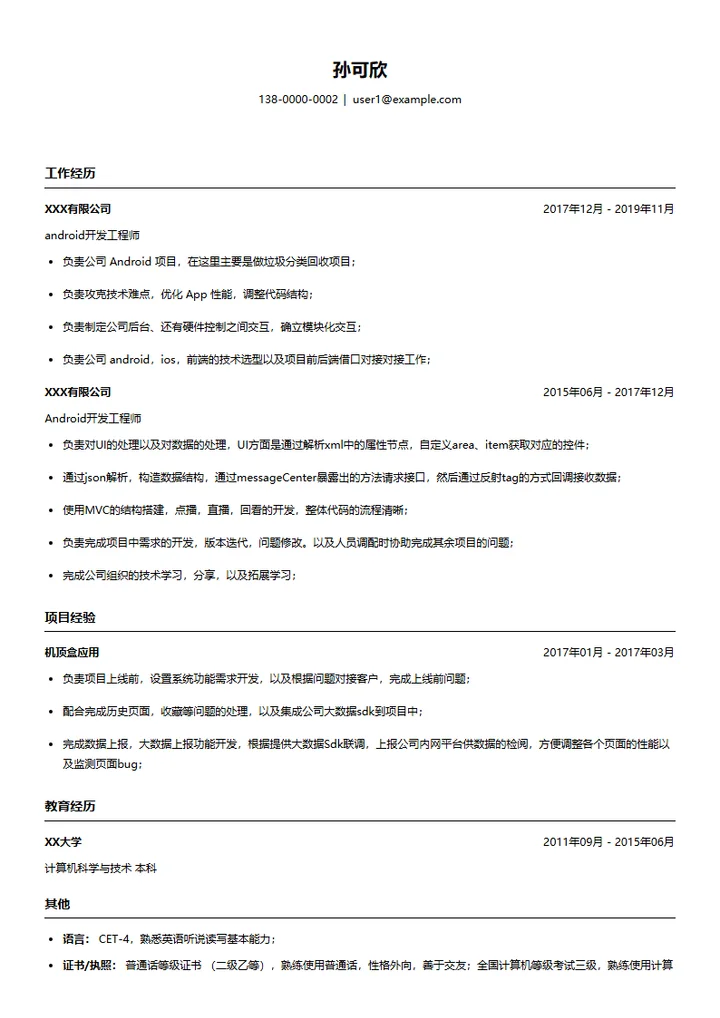 孙可欣
138-0000-0002 | user1@example.com
工作经历
XXX有限公司 2017年12月 - 2019年11月
android开发工程师
• 负责公司 Android 项目，在这里主要是做垃圾分类回收项目；
• 负责攻克技术难点，优化 App 性能，调整代码结构；
• 负责制定公司后台、还有硬件控制之间交互，确立模块化交互；
• 负责公司 android，ios，前端的技术选型以及项目前后端借口对接对接工作；
XXX有限公司 2015年06月 - 2017年12月
Android开发工程师
• 负责对UI的处理以及对数据的处理，UI方面是通过解析xml中的属性节点，自定义area、item获取对应的控件；
• 通过json解析，构造数据结构，通过messageCenter暴露出的方法请求接口，然后通过反射tag的方式回调接收数据；
• 使用MVC的结构搭建，点播，直播，回看的开发，整体代码的流程清晰；
• 负责完成项目中需求的开发，版本迭代，问题修改。以及人员调配时协助完成其余项目的问题；
• 完成公司组织的技术学习，分享，以及拓展学习；
项目经验
机顶盒应用 2017年01月 - 2017年03月
• 负责项目上线前，设置系统功能需求开发，以及根据问题对接客户，完成上线前问题；
• 配合完成历史页面，收藏等问题的处理，以及集成公司大数据sdk到项目中；
• 完成数据上报，大数据上报功能开发，根据提供大数据Sdk联调，上报公司内网平台供数据的检阅，方便调整各个页面的性能以
及监测页面bug；
教育经历
XX大学 2011年09月 - 2015年06月
计算机科学与技术 本科
其他
• 语言： CET-4，熟悉英语听说读写基本能力；
• 证书/执照： 普通话等级证书 （二级乙等），熟练使用普通话，性格外向，善于交友；全国计算机等级考试三级，熟练使用计算